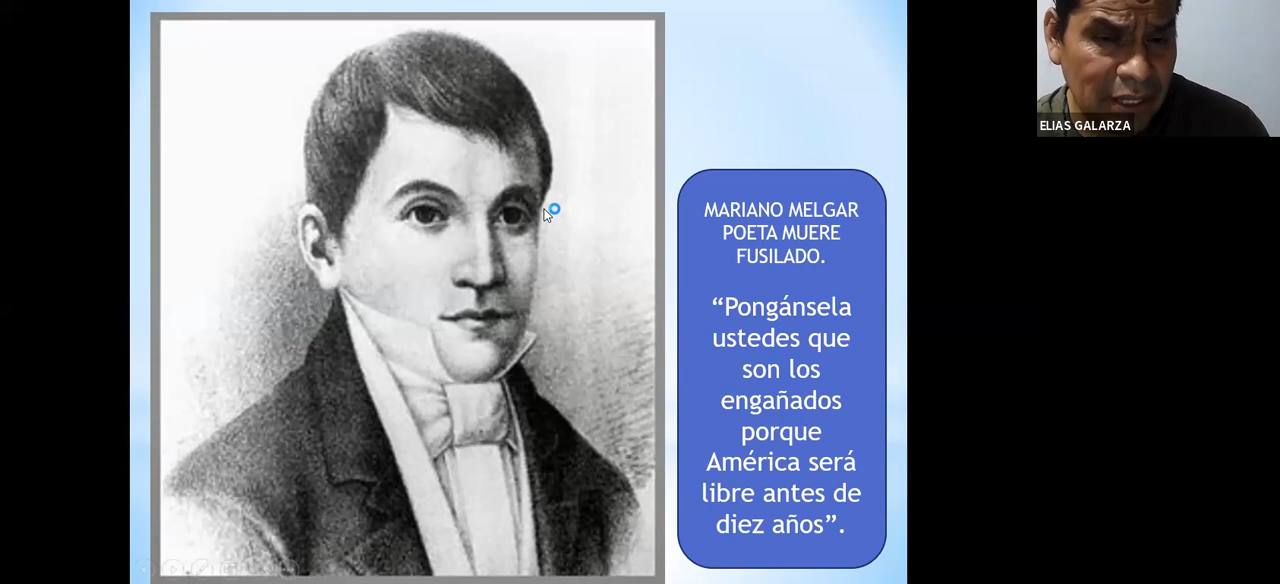 ELIAS GALARZA
MARIANO MELGAR
POETA MUERE
FUSILADO.
“Pongánsela
ustedes que
son los
engañados
porque
América será
libre antes de
diez años”.